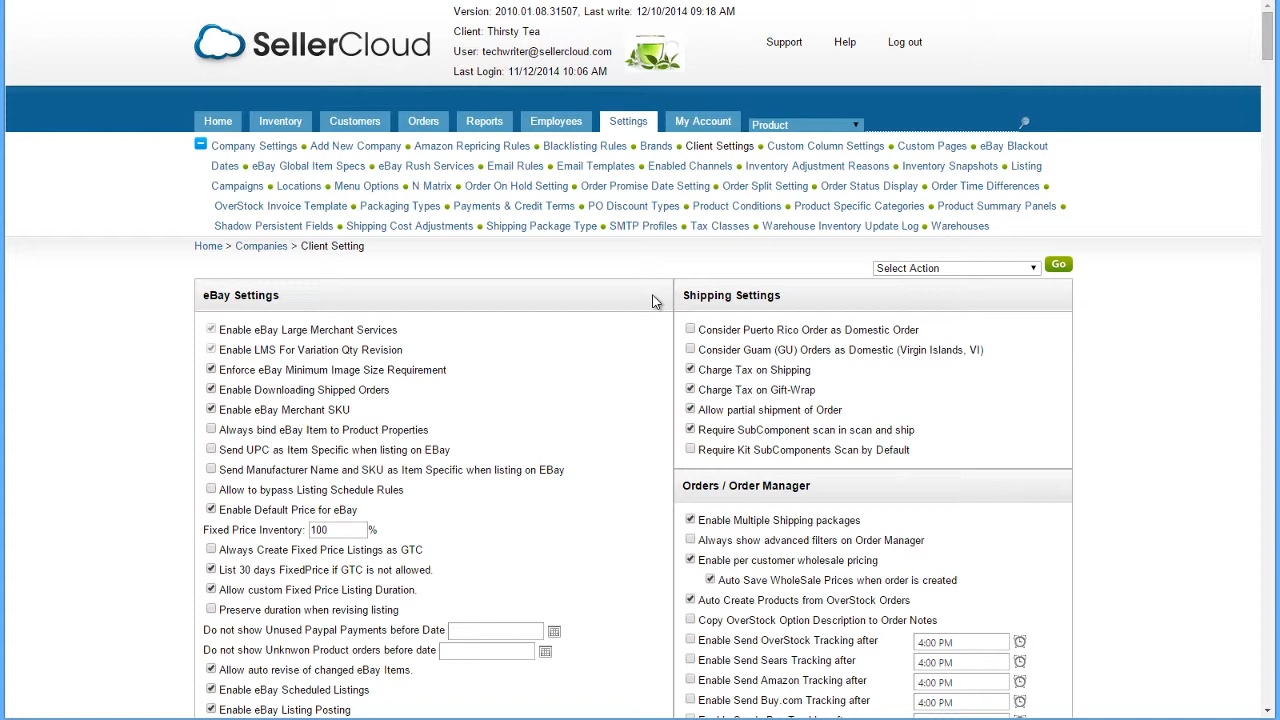 Version: 2010.01.08.31507, Last write: 12/10/2014 09:18 AM
Client: Thirsty Tea
User: techwriter@sellercloud.com
Last Login: 11/12/2014 10:06 AM
SellerCloud
Support Help Log out
Home Inventory Customers Orders Reports Employees Settings My Account Product
Company Settings Add New Company Amazon Repricing Rules Blacklisting Rules Brands Client Settings Custom Column Settings Custom Pages eBay Blackout
Dates eBay Global Item Specs eBay Rush Services Email Rules Email Templates Enabled Channels Inventory Adjustment Reasons Inventory Snapshots Listing
Campaigns Locations Menu Options N Matrix Order On Hold Setting Order Promise Date Setting Order Split Setting Order Status Display Order Time Differences
OverStock Invoice Template Packaging Types Payments & Credit Terms PO Discount Types Product Conditions Product Specific Categories Product Summary Panels
Shadow Persistent Fields Shipping Cost Adjustments Shipping Package Type SMTP Profiles Tax Classes Warehouse Inventory Update Log Warehouses
Home > Companies > Client Setting
Select Action Go
eBay Settings
Enable eBay Large Merchant Services
Enable LMS For Variation Qty Revision
Enforce eBay Minimum Image Size Requirement
Enable Downloading Shipped Orders
Enable eBay Merchant SKU
Always bind eBay Item to Product Properties
Send UPC as Item Specific when listing on EBay
Send Manufacturer Name and SKU as Item Specific when listing on EBay
Allow to bypass Listing Schedule Rules
Enable Default Price for eBay
Fixed Price Inventory: 100 %
Always Create Fixed Price Listings as GTC
List 30 days FixedPrice if GTC is not allowed.
Allow custom Fixed Price Listing Duration.
Preserve duration when revising listing
Do not show Unused Paypal Payments before Date
Do not show Unknwon Product orders before date
Allow auto revise of changed eBay Items.
Enable eBay Scheduled Listings
Enable eBay Listing Posting
Shipping Settings
Consider Puerto Rico Order as Domestic Order
Consider Guam (GU) Orders as Domestic (Virgin Islands, VI)
Charge Tax on Shipping
Charge Tax on Gift-Wrap
Allow partial shipment of Order
Require SubComponent scan in scan and ship
Require Kit SubComponents Scan by Default
Orders / Order Manager
Enable Multiple Shipping packages
Always show advanced filters on Order Manager
Enable per customer wholesale pricing
Auto Save WholeSale Prices when order is created
Auto Create Products from OverStock Orders
Copy OverStock Option Description to Order Notes
Enable Send OverStock Tracking after 4:00 PM
Enable Send Sears Tracking after 4:00 PM
Enable Send Amazon Tracking after 4:00 PM
Enable Send Buy.com Tracking after 4:00 PM